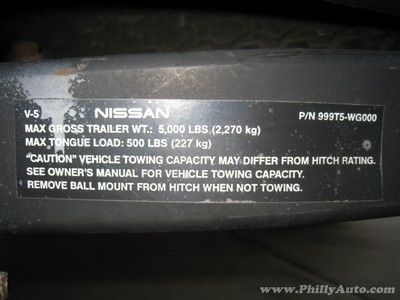 V-5 NISSAN P/N 999T5-WG000
MAX GROSS TRAILER WT.: 5,000 LBS (2,270 kg)
MAX TONGUE LOAD: 500 LBS (227 kg)
"CAUTION" VEHICLE TOWING CAPACITY MAY DIFFER FROM HITCH RATING.
SEE OWNER'S MANUAL FOR VEHICLE TOWING CAPACITY.
REMOVE BALL MOUNT FROM HITCH WHEN NOT TOWING.
www.PhillyAuto.com